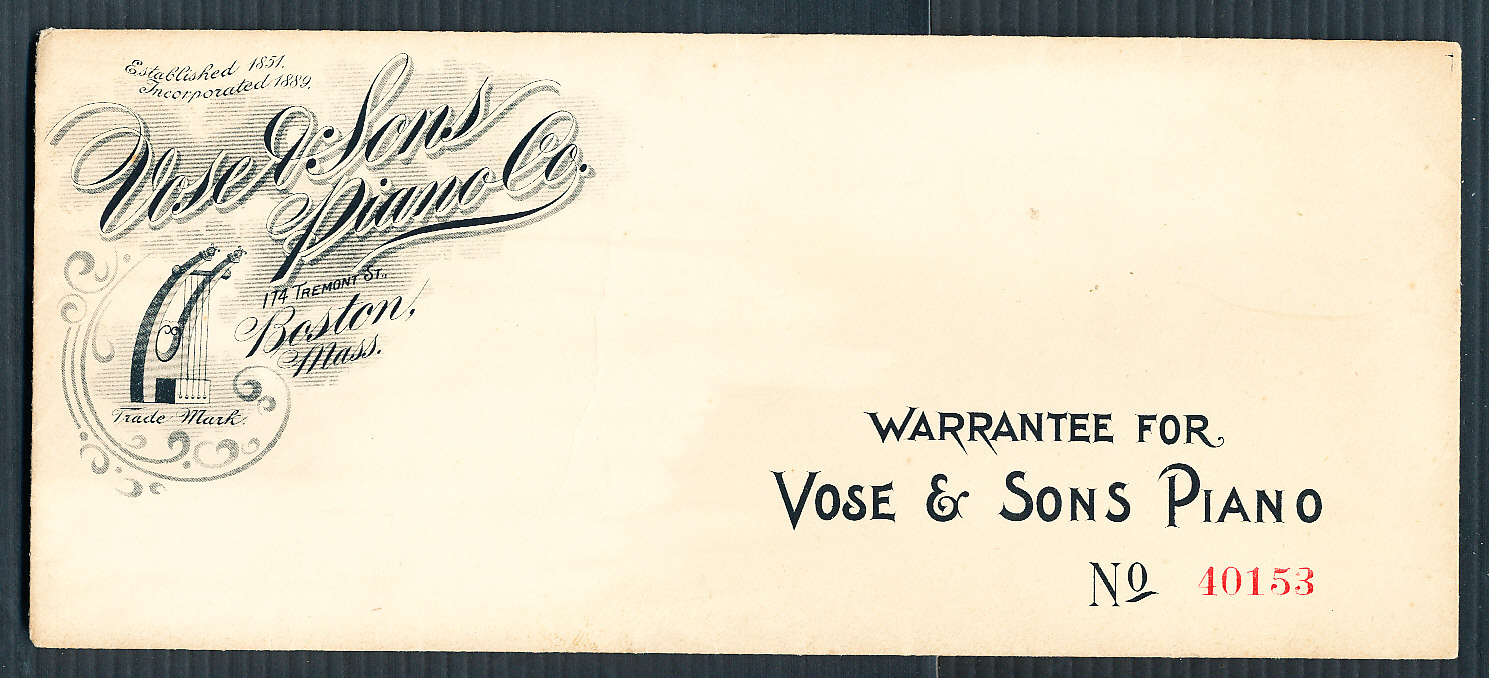 Established 1851.
Incorporated 1889.
Vose & Sons
Piano Co.
174 TREMONT ST.,
Boston,
Mass.
Trade Mark.
WARRANTEE FOR
VOSE & SONS PIANO
No 40153